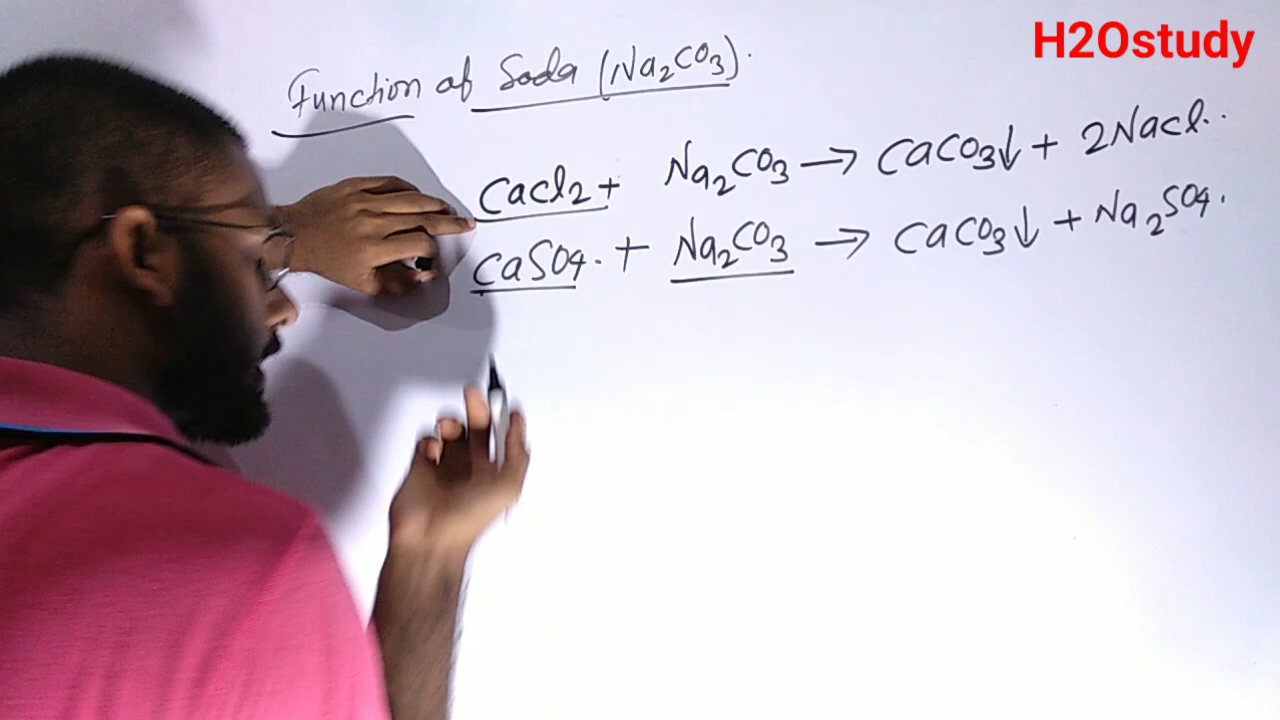 H2Ostudy
Function of Soda (Na₂CO₃).
CaCl₂ + Na₂CO₃ → CaCO₃↓ + 2NaCl..
CaSO₄. + Na₂CO₃ → CaCO₃↓ + Na₂SO₄.